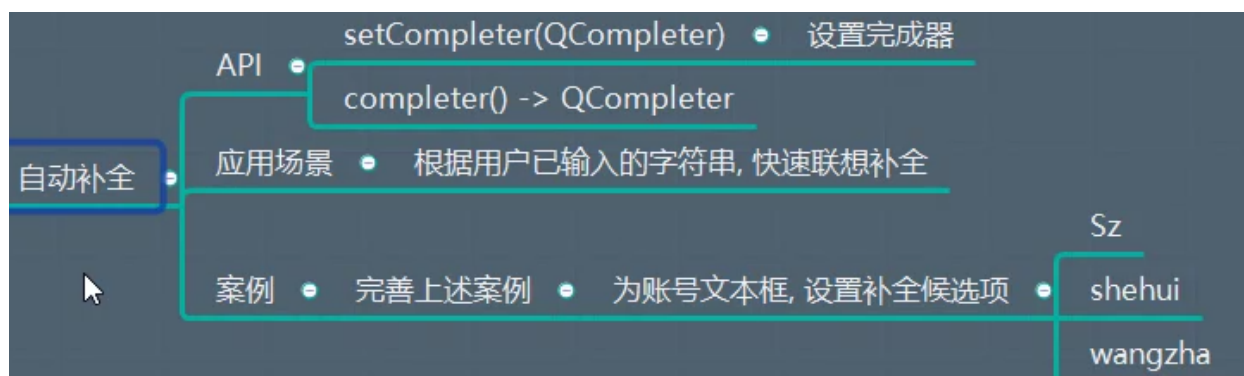 setCompleter(QCompleter) 设置完成器
API
completer() -> QCompleter
应用场景 根据用户已输入的字符串, 快速联想补全
自动补全
Sz
案例 完善上述案例 为账号文本框, 设置补全候选项 shehui
wangzha